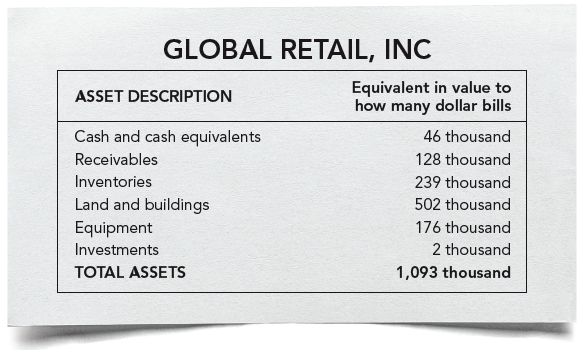 GLOBAL RETAIL, INC
ASSET DESCRIPTION Equivalent in value to
how many dollar bills
Cash and cash equivalents 46 thousand
Receivables 128 thousand
Inventories 239 thousand
Land and buildings 502 thousand
Equipment 176 thousand
Investments 2 thousand
TOTAL ASSETS 1,093 thousand